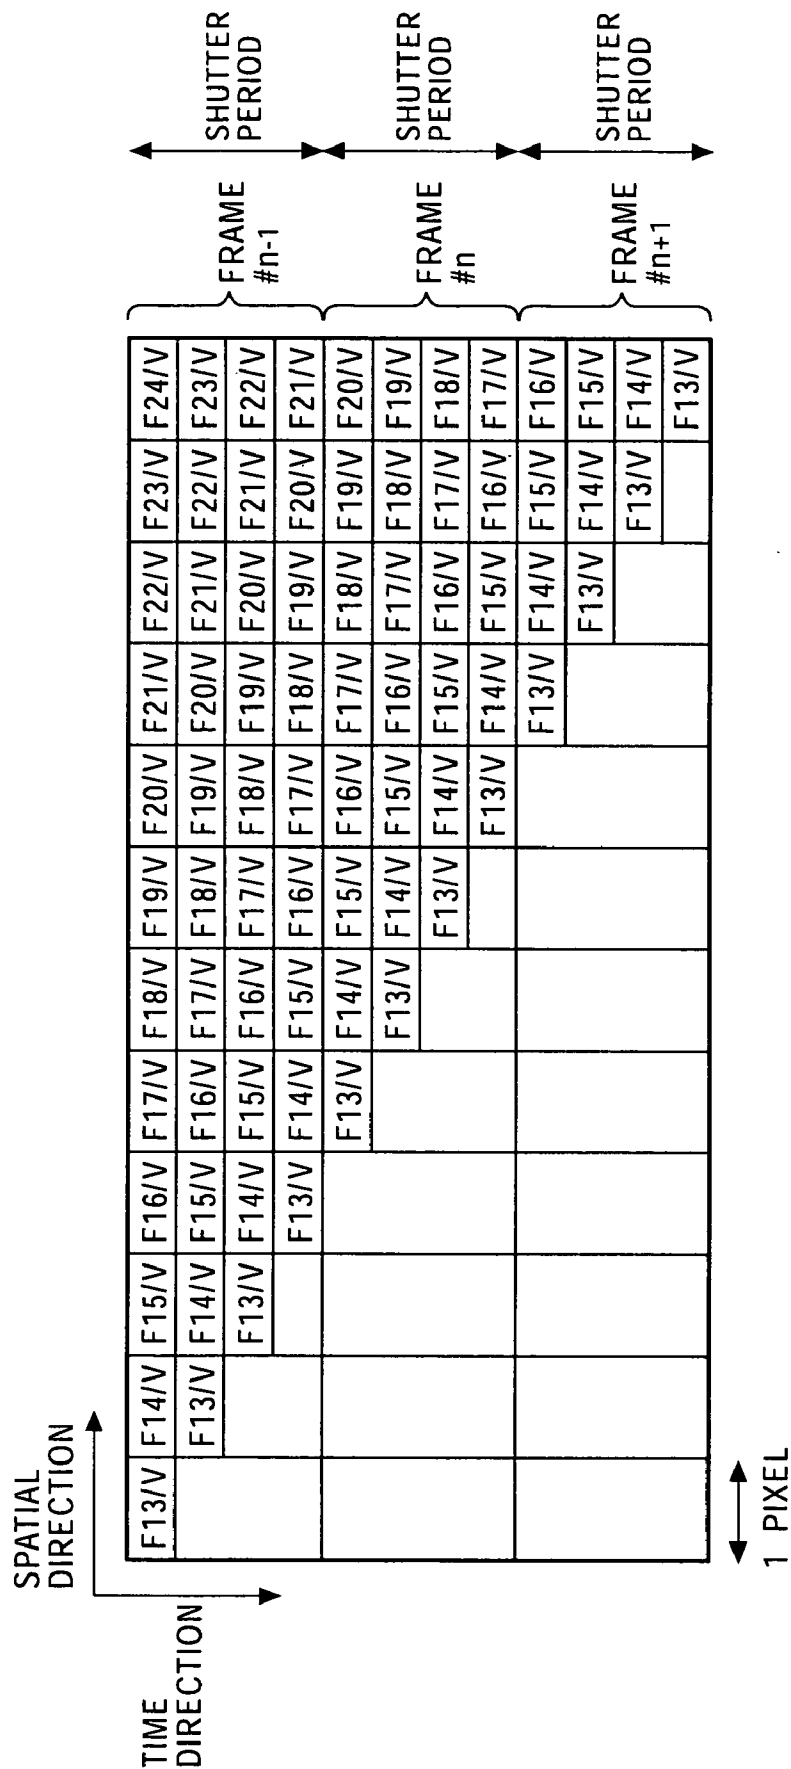 SPATIAL
DIRECTION
TIME
DIRECTION
F13/V F14/V F15/V F16/V F17/V F18/V F19/V F20/V F21/V F22/V F23/V F24/V
F13/V F14/V F15/V F16/V F17/V F18/V F19/V F20/V F21/V F22/V F23/V
F13/V F14/V F15/V F16/V F17/V F18/V F19/V F20/V F21/V F22/V
F13/V F14/V F15/V F16/V F17/V F18/V F19/V F20/V F21/V
FRAME
#n-1
SHUTTER
PERIOD
F13/V F14/V F15/V F16/V F17/V F18/V F19/V F20/V
F13/V F14/V F15/V F16/V F17/V F18/V F19/V
F13/V F14/V F15/V F16/V F17/V F18/V
F13/V F14/V F15/V F16/V F17/V
FRAME
#n
SHUTTER
PERIOD
F13/V F14/V F15/V F16/V
F13/V F14/V F15/V
F13/V F14/V
F13/V
FRAME
#n+1
SHUTTER
PERIOD
1 PIXEL